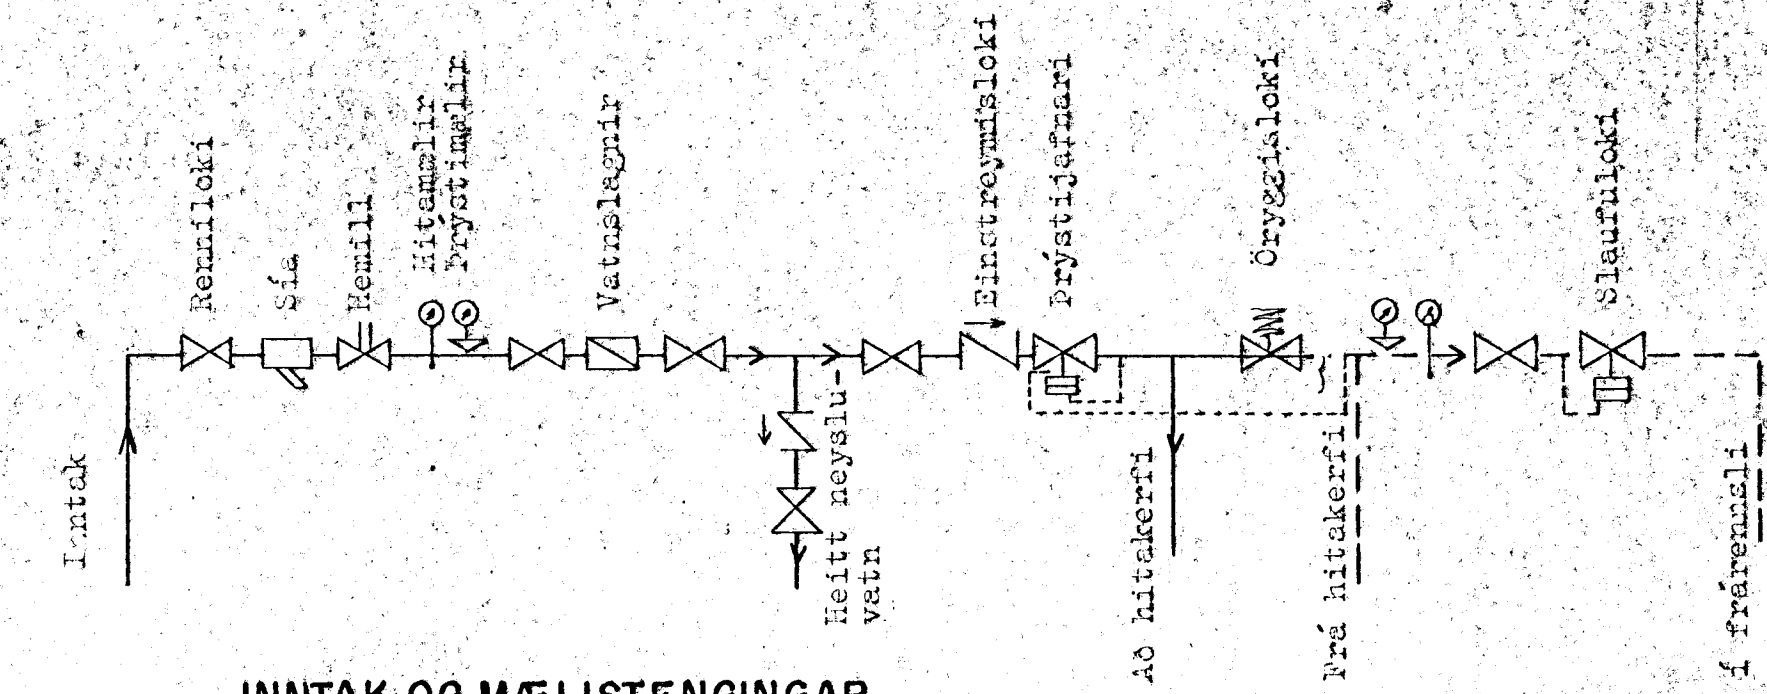 Inntak
Renniloki
Sía
Hemill
Hitamælir
Þrýstimælir
Vatnslagnir
Heitt neyslu-
vatn
Einstreymisloki
Þrýstijafnari
Að hitakerfi
Öryggisloki
Frá hitakerfi
Slaufuloki
Í frárennsli
INNTAK OG MÆLISTENGINGAR